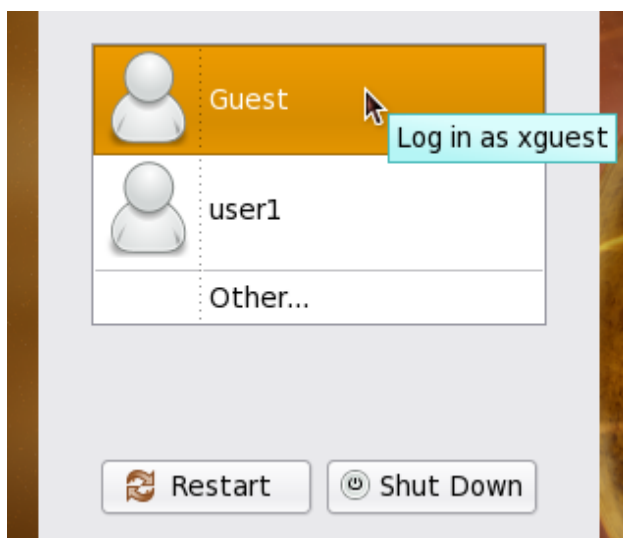 Guest
Log in as xguest
user1
Other...
Restart
Shut Down